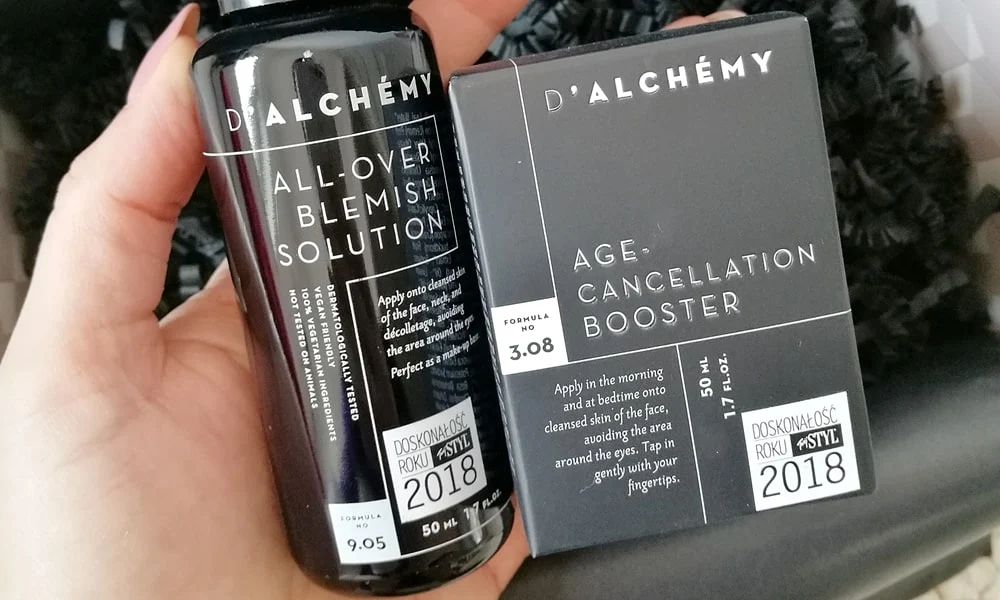 D'ALCHÉMY
ALL-OVER
BLEMISH
SOLUTION
DERMATOLOGICALLY TESTED
VEGAN FRIENDLY
100% VEGETARIAN INGREDIENTS
NOT TESTED ON ANIMALS
Apply onto cleansed skin
of the face, neck, and
décolletage, avoiding
the area around the eyes.
Perfect as a make-up base.
DOSKONAŁOŚĆ
ROKU STYL
2018
FORMULA
NO
9.05
50 ML 1.7 FL.OZ.
D'ALCHÉMY
AGE-
CANCELLATION
BOOSTER
FORMULA
NO
3.08
Apply in the morning
and at bedtime onto
cleansed skin of the face,
avoiding the area
around the eyes. Tap in
gently with your
fingertips.
50 ML
1.7 FL.OZ.
DOSKONAŁOŚĆ
ROKU STYL
2018